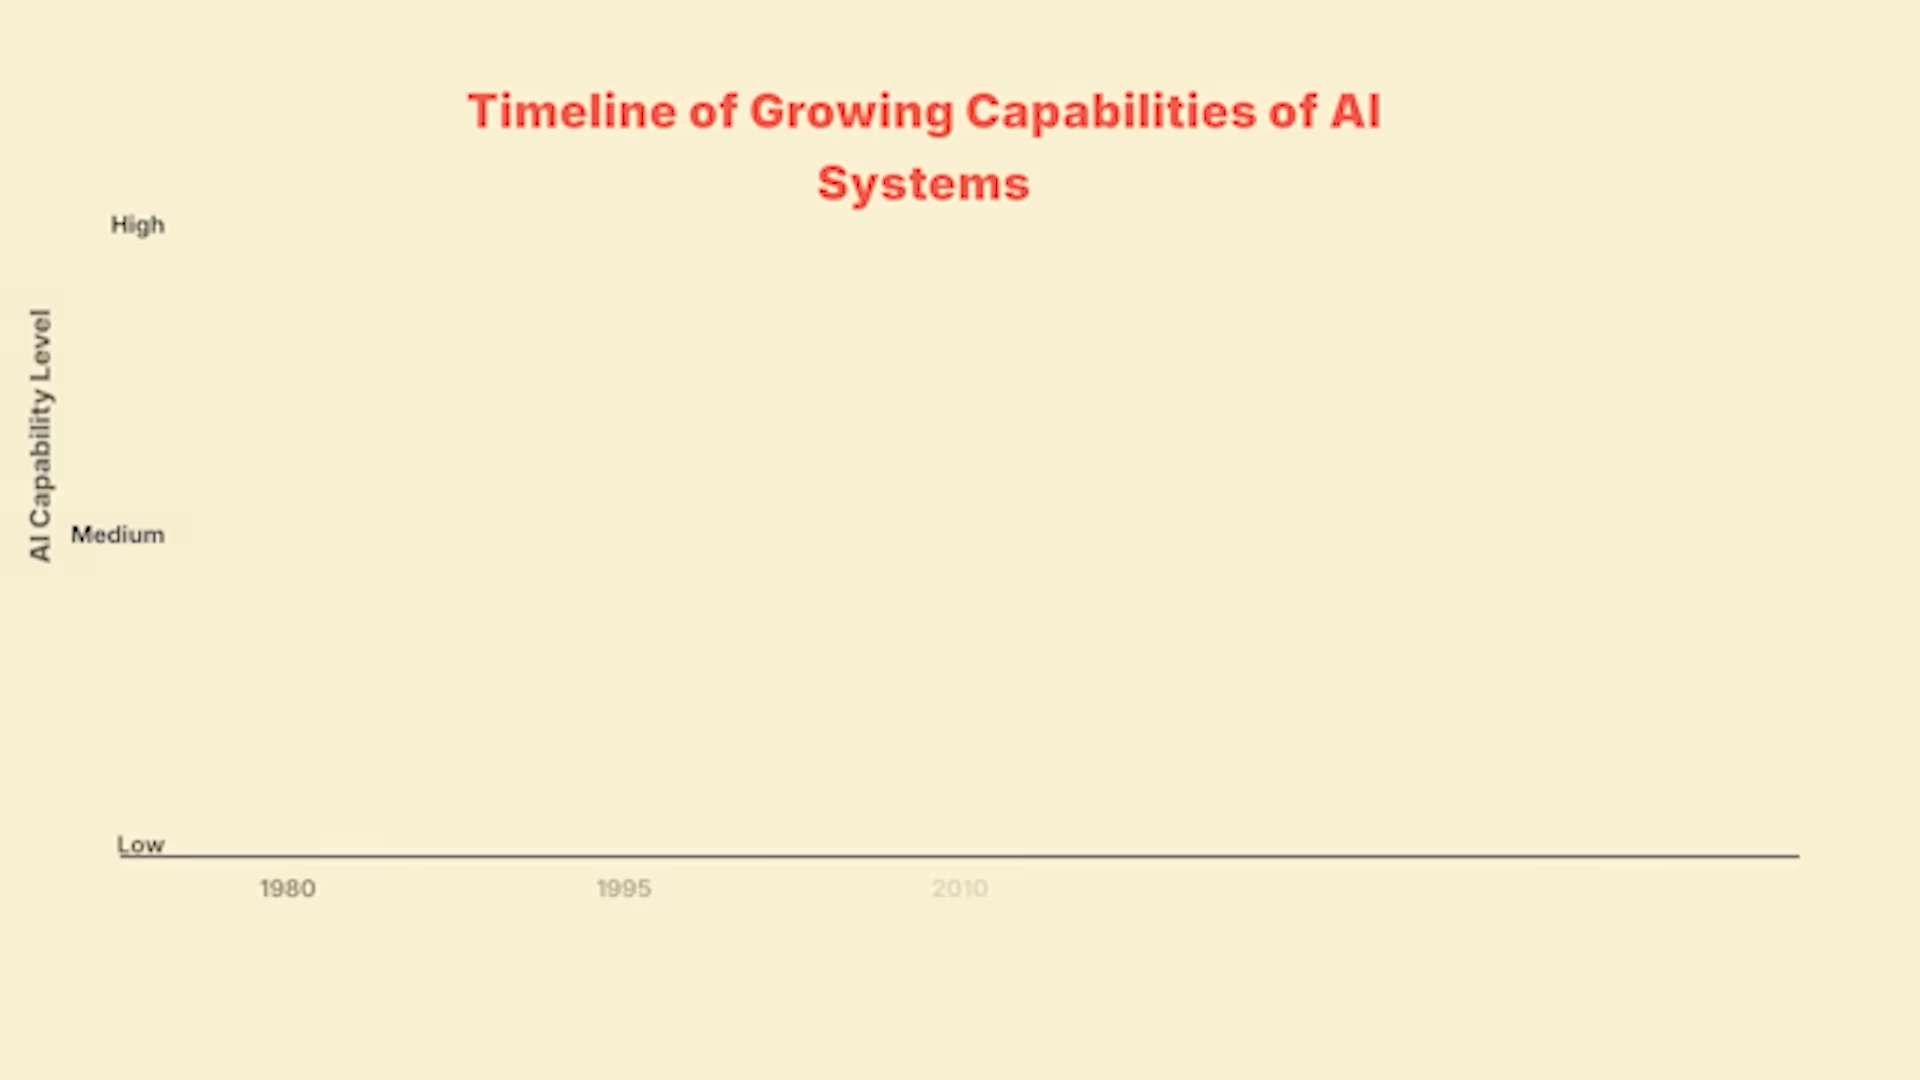 Timeline of Growing Capabilities of AI
Systems
High
AI Capability Level
Medium
Low
1980
1995
2010